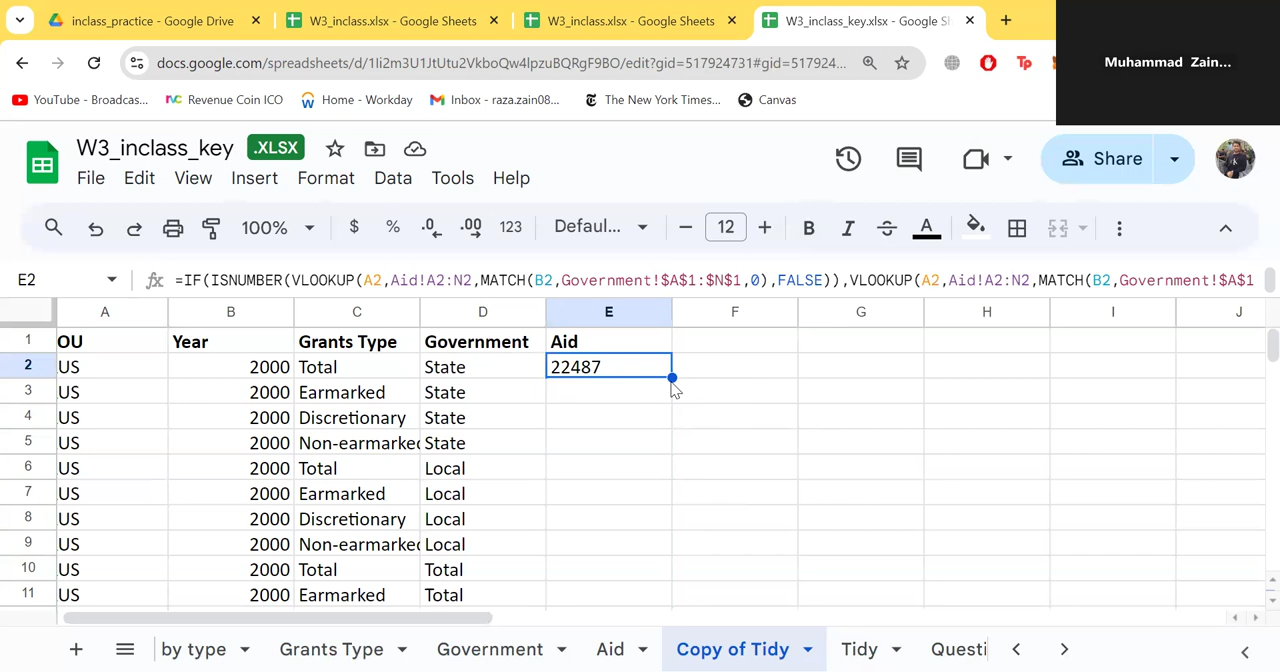 inclass_practice - Google Drive
W3_inclass.xlsx - Google Sheets
W3_inclass.xlsx - Google Sheets
W3_inclass_key.xlsx - Google Sh
docs.google.com/spreadsheets/d/1Ii2m3U1JtUtu2VkboQw4lpzuBQRgF9BO/edit?gid=517924731#gid=517924...
Tp
Muhammad Zain...
YouTube - Broadcas...
Revenue Coin ICO
Home - Workday
Inbox - raza.zain08...
The New York Times...
Canvas
W3_inclass_key
.XLSX
Share
File Edit View Insert Format Data Tools Help
100% $ % .0 .00 123 Defaul... 12 B I A
E2
fx =IF(ISNUMBER(VLOOKUP(A2,Aid!A2:N2,MATCH(B2,Government!$A$1:$N$1,0),FALSE)),VLOOKUP(A2,Aid!A2:N2,MATCH(B2,Government!$A$1
A B C D E F G H I J
1 OU Year Grants Type Government Aid
2 US 2000 Total State 22487
3 US 2000 Earmarked State
4 US 2000 Discretionary State
5 US 2000 Non-earmarked State
6 US 2000 Total Local
7 US 2000 Earmarked Local
8 US 2000 Discretionary Local
9 US 2000 Non-earmarked Local
10 US 2000 Total Total
11 US 2000 Earmarked Total
by type Grants Type Government Aid Copy of Tidy Tidy Questi